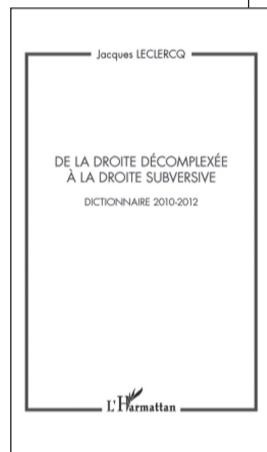 Jacques LECLERCQ
DE LA DROITE DÉCOMPLEXÉE
À LA DROITE SUBVERSIVE
DICTIONNAIRE 2010-2012
L'Harmattan